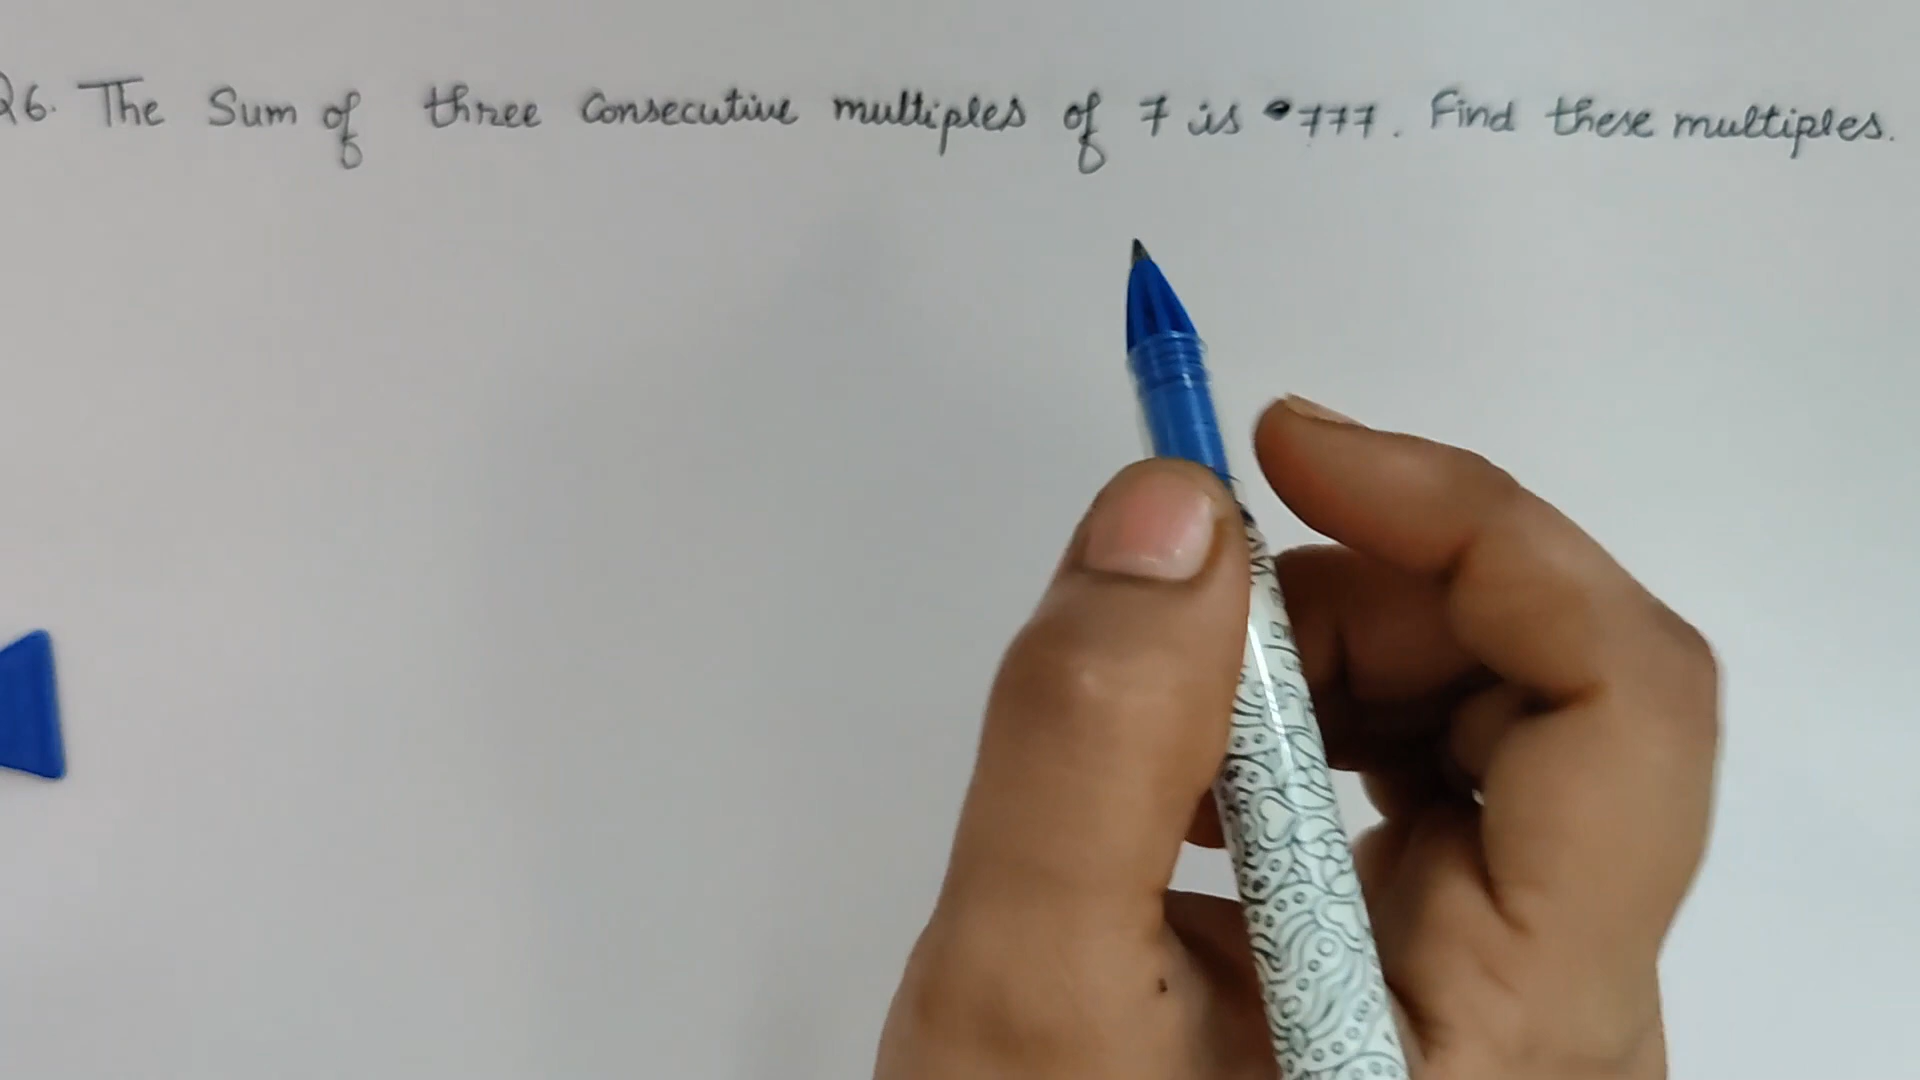 Q6. The Sum of three Consecutive multiples of 7 is 777. Find these multiples.